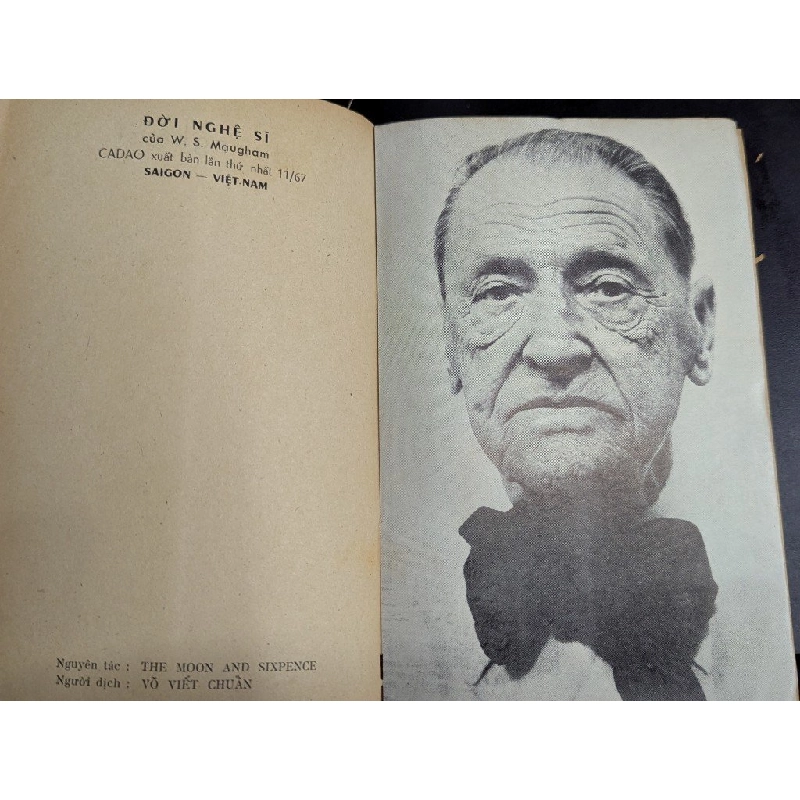 ĐỜI NGHỆ SĨ
của W. S. Maugham
CADAO xuất bản lần thứ nhất 11/67
SAIGON — VIỆT-NAM
Nguyên tác : THE MOON AND SIXPENCE
Người dịch : VÕ VIẾT CHUẨN